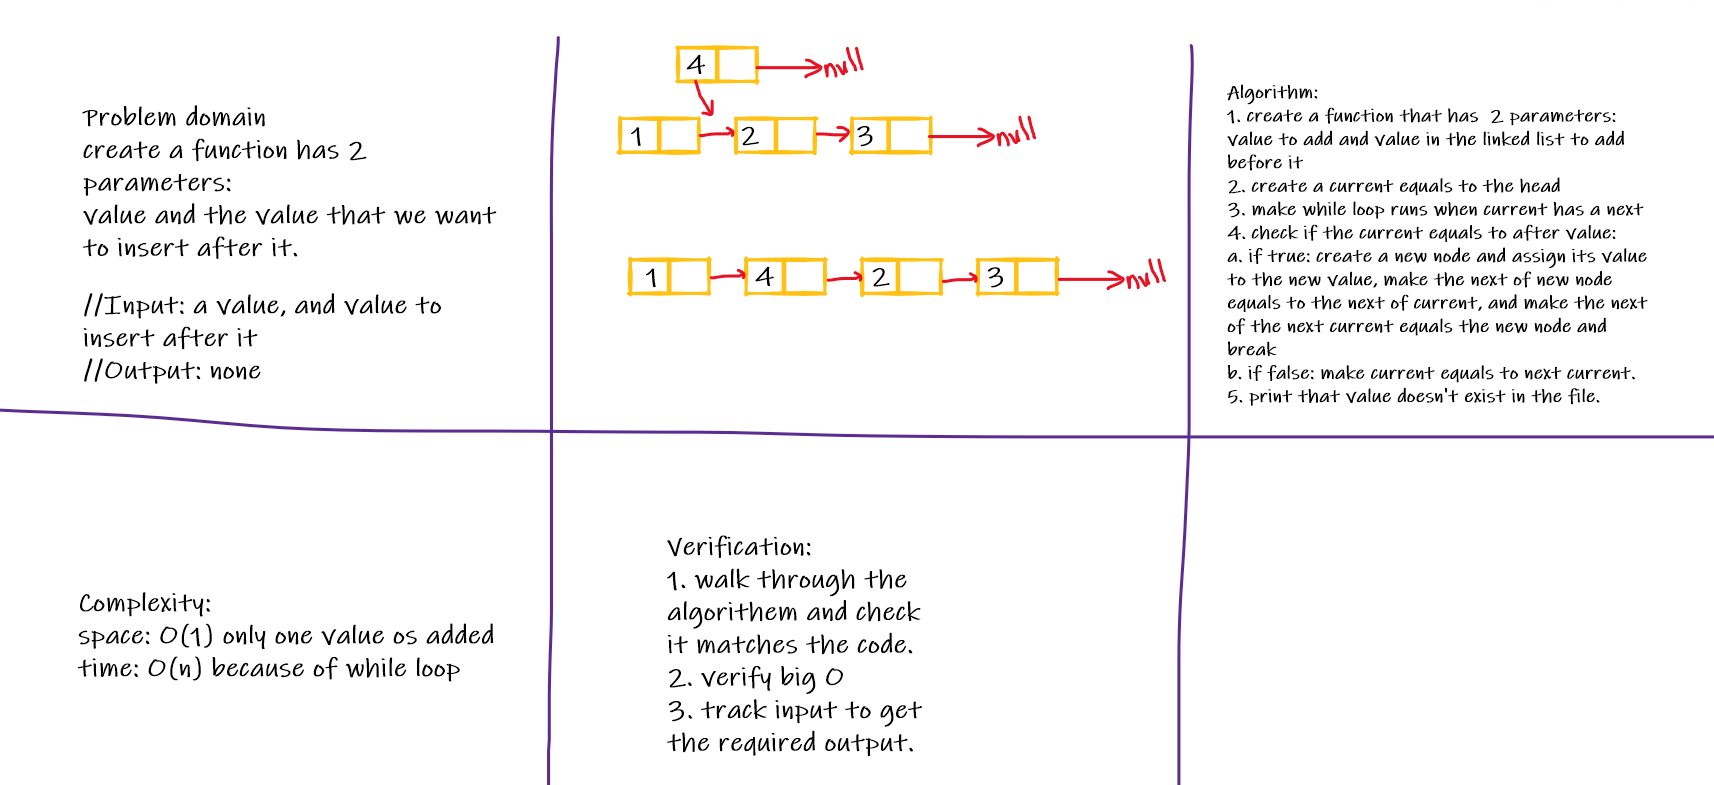 Problem domain
create a function has 2
parameters:
value and the value that we want
to insert after it.
//Input: a value, and value to
insert after it
//Output: none
4 null
1 2 3 null
1 4 2 3 null
Algorithm:
1. create a function that has 2 parameters:
value to add and value in the linked list to add
before it
2. create a current equals to the head
3. make while loop runs when current has a next
4. check if the current equals to after value:
a. if true: create a new node and assign its value
to the new value, make the next of new node
equals to the next of current, and make the next
of the next current equals the new node and
break
b. if false: make current equals to next current.
5. print that value doesn't exist in the file.
Complexity:
space: O(1) only one value os added
time: O(n) because of while loop
Verification:
1. walk through the
algorithem and check
it matches the code.
2. verify big O
3. track input to get
the required output.